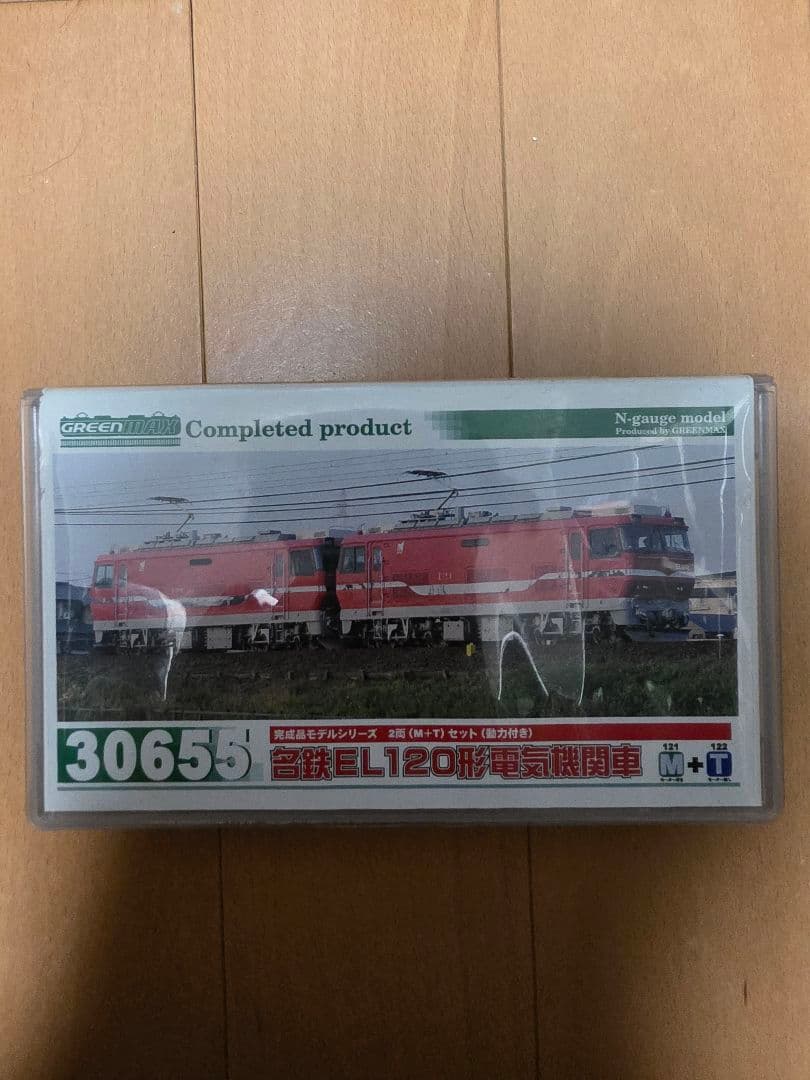 GREENMAX Completed product
N-gauge model
Produced by GREENMAX
30655
完成品モデルシリーズ 2両(M+T)セット(動力付き)
名鉄EL120形電気機関車
121 122
M+T